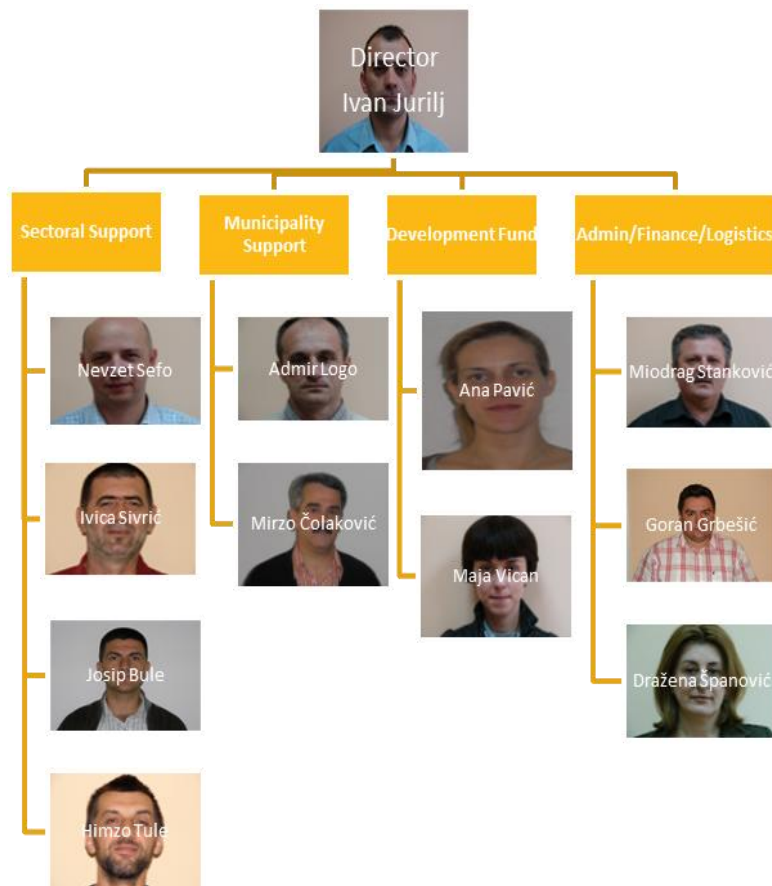 Director
Ivan Jurilj
Sectoral Support
Municipality
Support
Development Fund
Admin/Finance/Logistics
Nevzet Sefo
Ivica Sivrić
Josip Bule
Himzo Tule
Admir Logo
Mirzo Čolaković
Ana Pavić
Maja Vican
Miodrag Stanković
Goran Grbešić
Dražena Španović